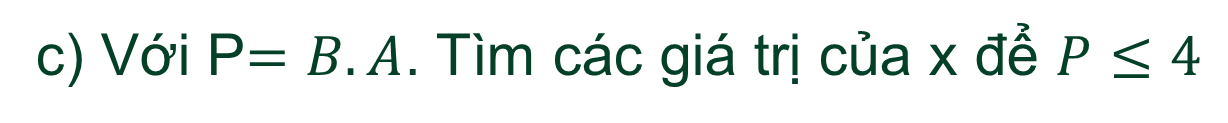 c) Với P= B. A. Tìm các giá trị của x để P ≤ 4